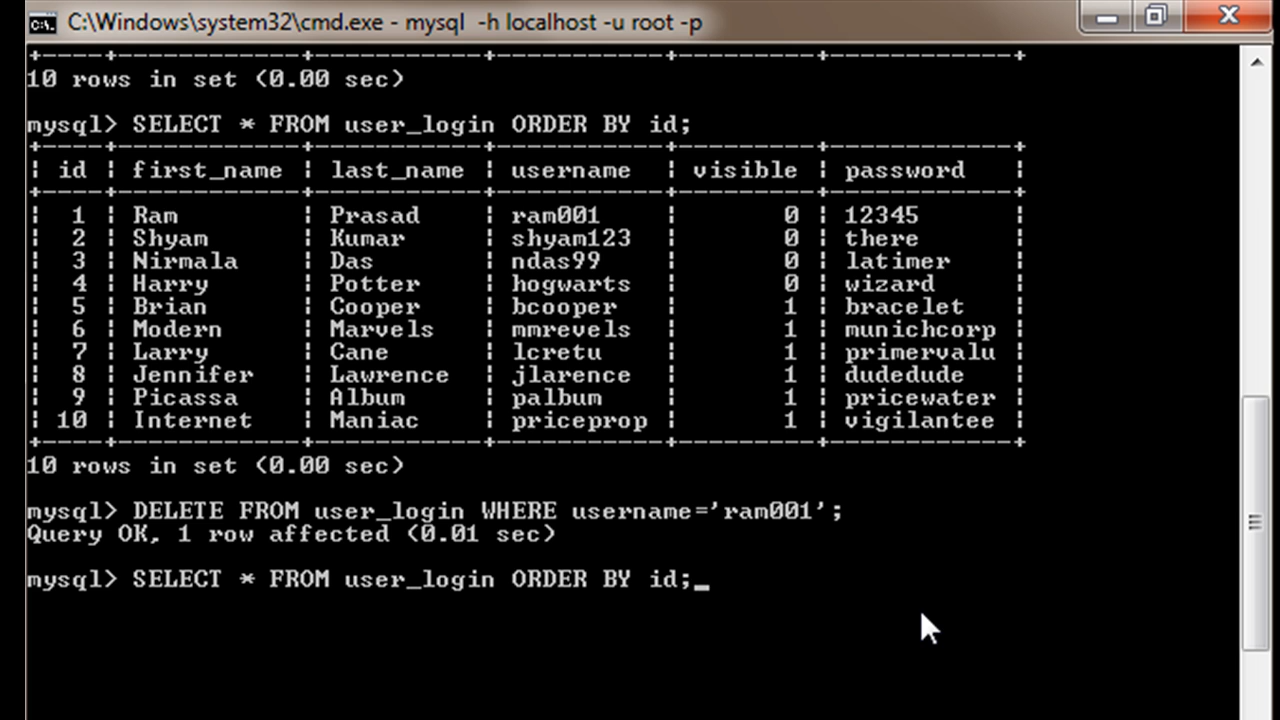 C:\Windows\system32\cmd.exe - mysql -h localhost -u root -p
+----+------------+-----------+-----------+---------+------------+
10 rows in set (0.00 sec)
mysql> SELECT * FROM user_login ORDER BY id;
+----+------------+-----------+-----------+---------+------------+
| id | first_name | last_name | username | visible | password |
+----+------------+-----------+-----------+---------+------------+
| 1 | Ram | Prasad | ram001 | 0 | 12345 |
| 2 | Shyam | Kumar | shyam123 | 0 | there |
| 3 | Nirmala | Das | ndas99 | 0 | latimer |
| 4 | Harry | Potter | hogwarts | 0 | wizard |
| 5 | Brian | Cooper | bcooper | 1 | bracelet |
| 6 | Modern | Marvels | mmrevels | 1 | munichcorp |
| 7 | Larry | Cane | lcretu | 1 | primervalu |
| 8 | Jennifer | Lawrence | jlarence | 1 | dudedude |
| 9 | Picassa | Album | palbum | 1 | pricewater |
| 10 | Internet | Maniac | priceprop | 1 | vigilantee |
+----+------------+-----------+-----------+---------+------------+
10 rows in set (0.00 sec)
mysql> DELETE FROM user_login WHERE username='ram001';
Query OK, 1 row affected (0.01 sec)
mysql> SELECT * FROM user_login ORDER BY id;_